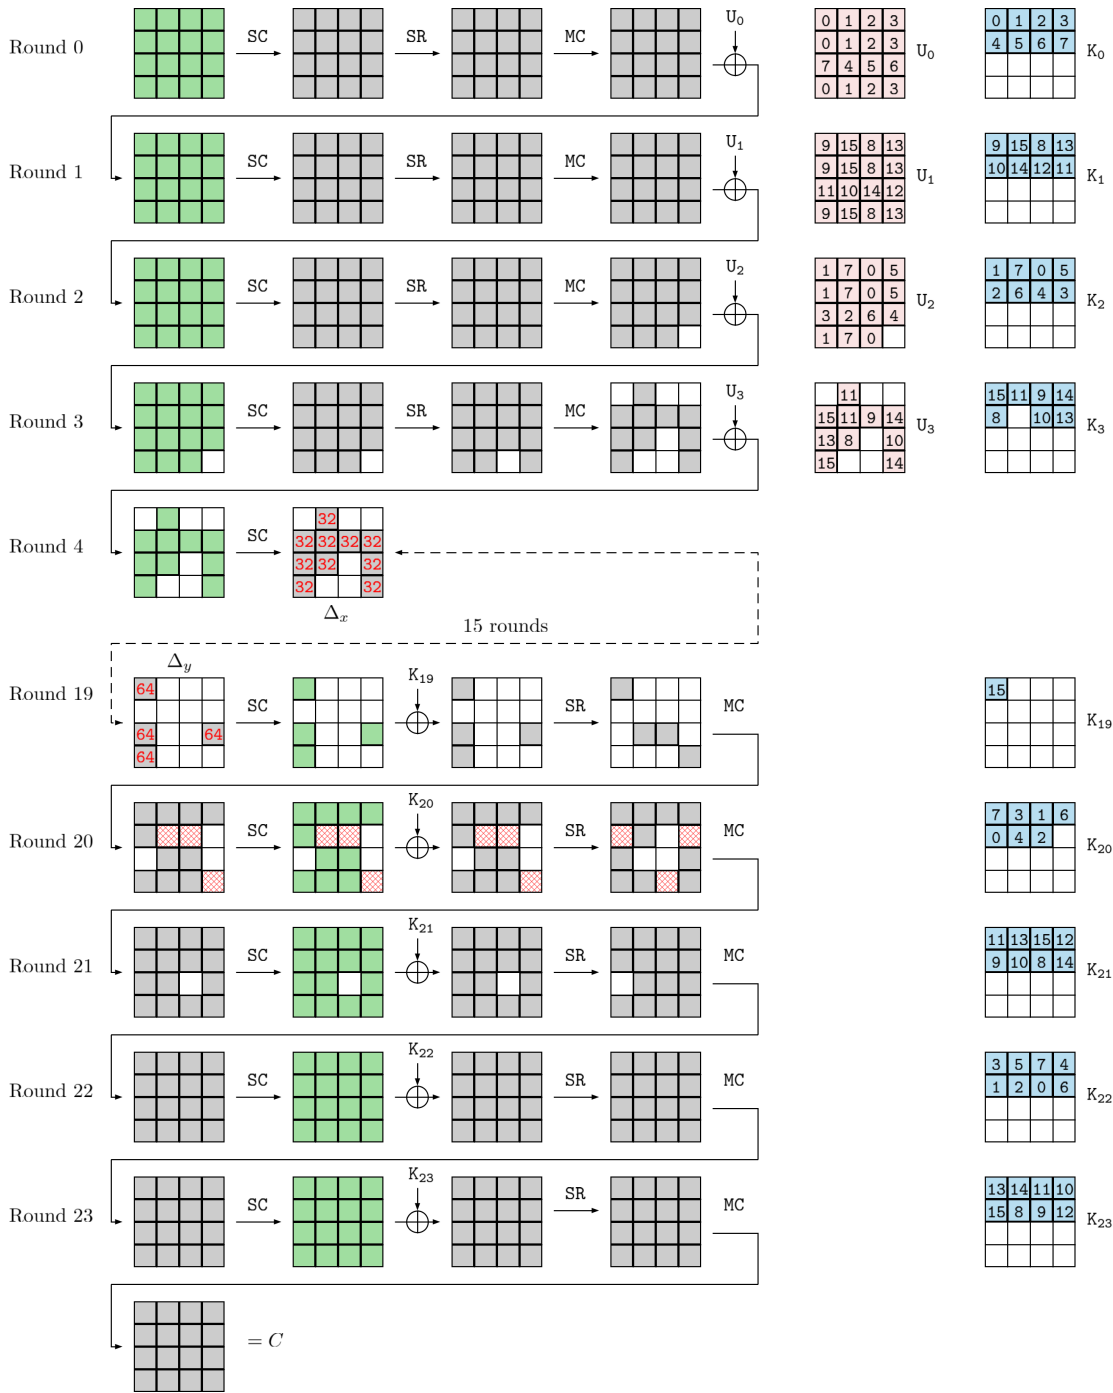 U₀
0 1 2 3
0 1 2 3
Round 0 SC SR MC 0 1 2 3 U₀ 4 5 6 7 K₀
7 4 5 6
0 1 2 3
U₁
9 15 8 13
9 15 8 13
Round 1 SC SR MC 9 15 8 13 U₁ 10 14 12 11 K₁
11 10 14 12
9 15 8 13
U₂
1 7 0 5
1 7 0 5
Round 2 SC SR MC 1 7 0 5 U₂ 2 6 4 3 K₂
3 2 6 4
1 7 0
U₃
11
15 11 9 14
Round 3 SC SR MC 15 11 9 14 U₃ 8 10 13 K₃
13 8 10
15 14
32
Round 4 SC 32 32 32 32
32 32 32
32 32
Δₓ
15 rounds
Δᵧ
Round 19 64 SC K₁₉ SR MC 15 K₁₉
64 64
64
K₂₀
7 3 1 6
Round 20 SC SR MC 0 4 2 K₂₀
K₂₁
11 13 15 12
Round 21 SC SR MC 9 10 8 14 K₂₁
K₂₂
3 5 7 4
Round 22 SC SR MC 1 2 0 6 K₂₂
K₂₃
13 14 11 10
Round 23 SC SR MC 15 8 9 12 K₂₃
= C